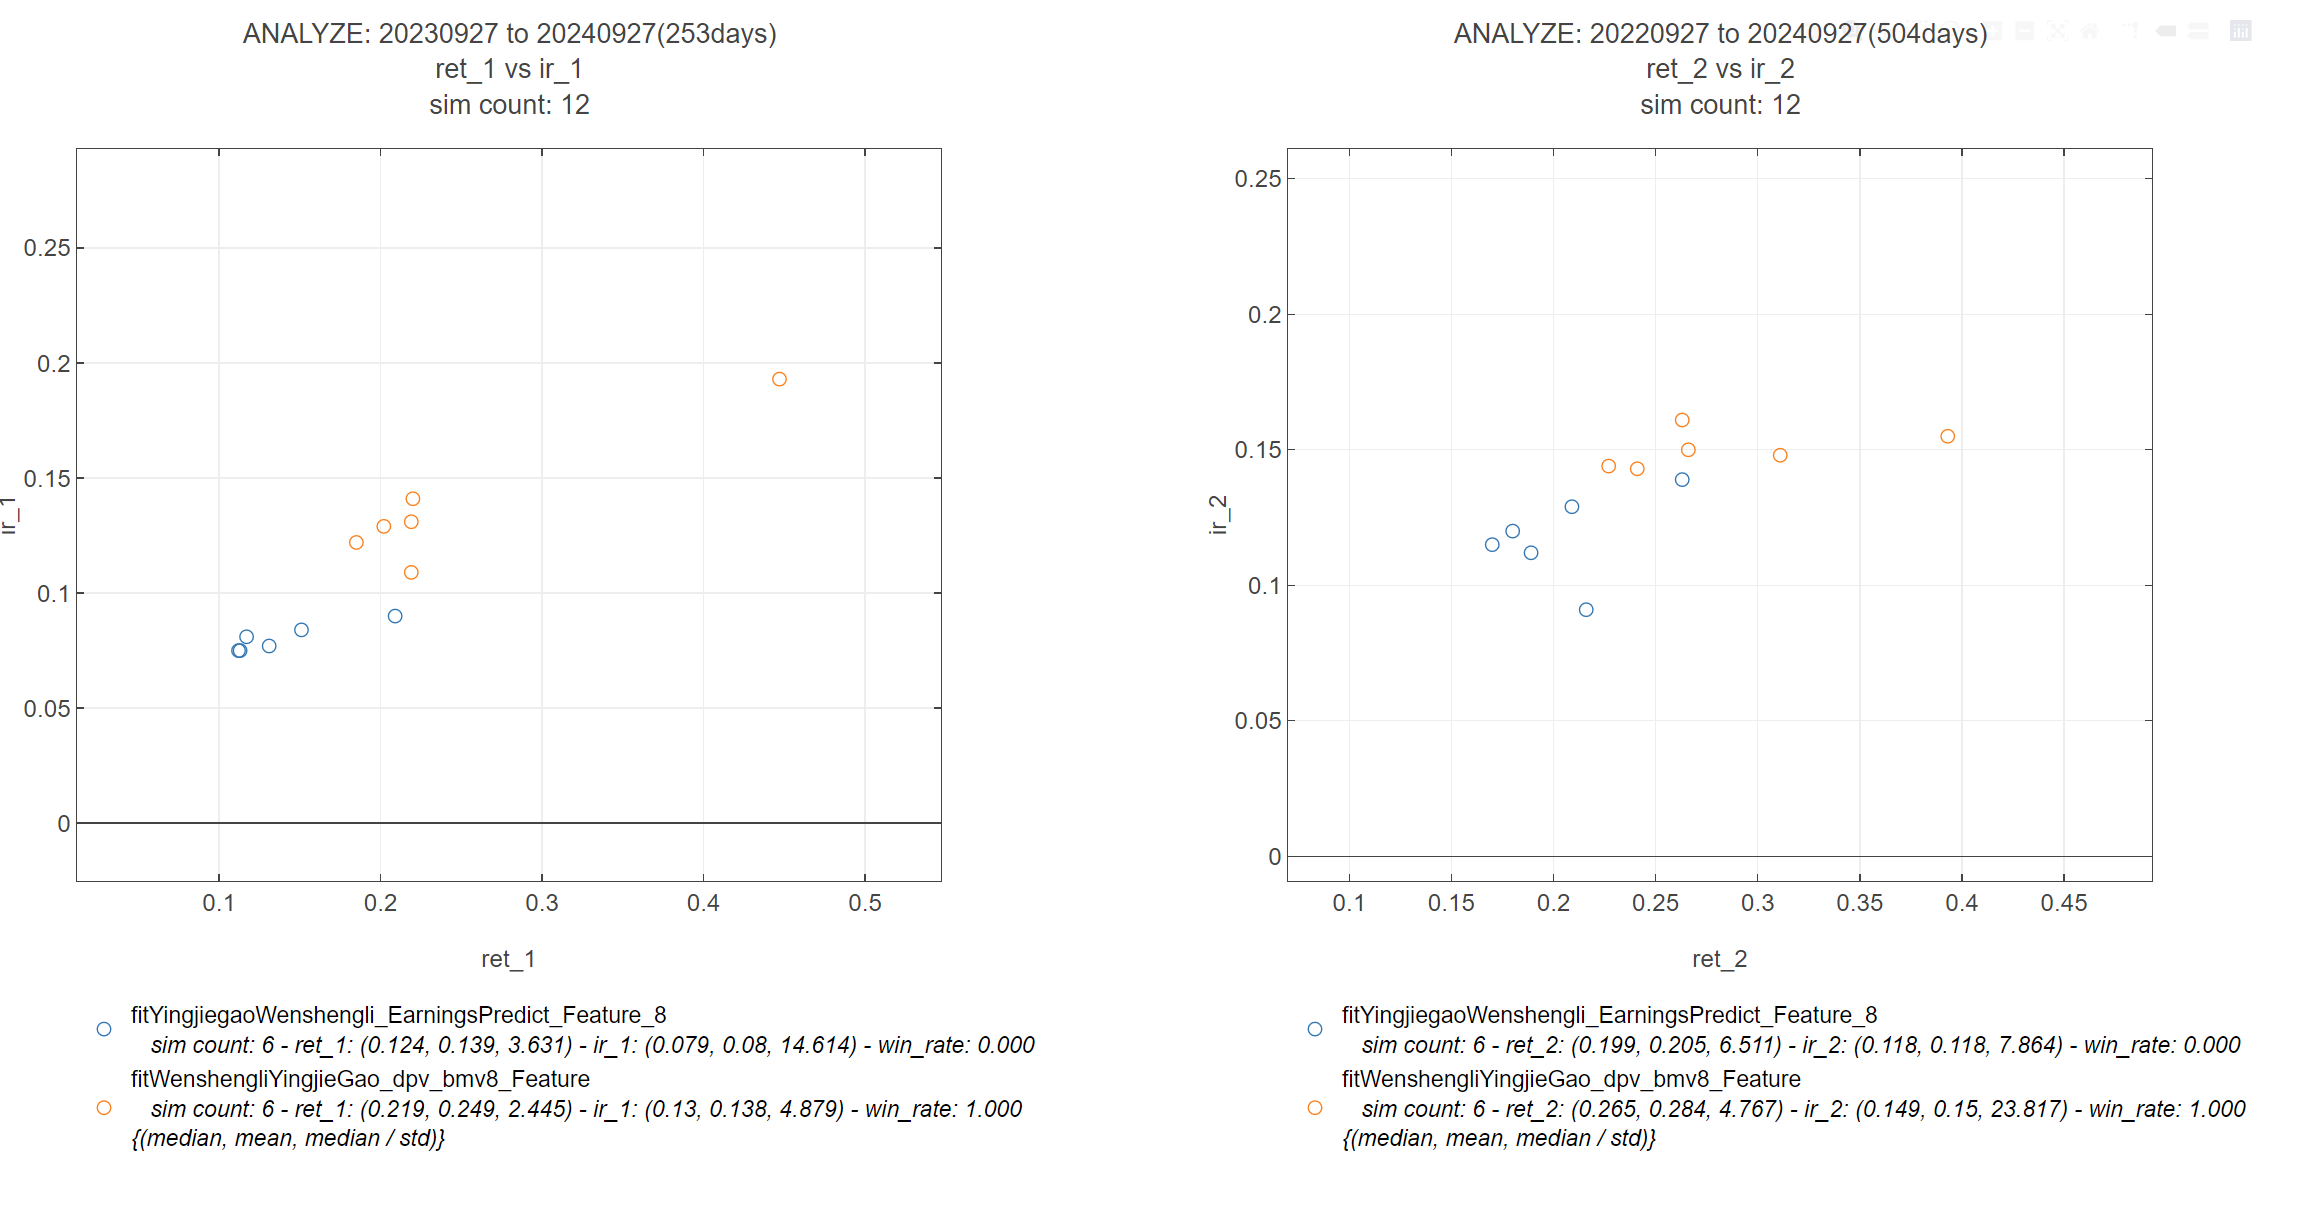 ANALYZE: 20230927 to 20240927(253days)
ret_1 vs ir_1
sim count: 12
0.25
0.2
0.15
0.1
0.05
0
ir_1
0.1
0.2
0.3
0.4
0.5
ret_1
fitYingjiegaoWenshengli_EarningsPredict_Feature_8
sim count: 6 - ret_1: (0.124, 0.139, 3.631) - ir_1: (0.079, 0.08, 14.614) - win_rate: 0.000
fitWenshengliYingjieGao_dpv_bmv8_Feature
sim count: 6 - ret_1: (0.219, 0.249, 2.445) - ir_1: (0.13, 0.138, 4.879) - win_rate: 1.000
{(median, mean, median / std)}
ANALYZE: 20220927 to 20240927(504days)
ret_2 vs ir_2
sim count: 12
0.25
0.2
0.15
0.1
0.05
0
ir_2
0.1
0.15
0.2
0.25
0.3
0.35
0.4
0.45
ret_2
fitYingjiegaoWenshengli_EarningsPredict_Feature_8
sim count: 6 - ret_2: (0.199, 0.205, 6.511) - ir_2: (0.118, 0.118, 7.864) - win_rate: 0.000
fitWenshengliYingjieGao_dpv_bmv8_Feature
sim count: 6 - ret_2: (0.265, 0.284, 4.767) - ir_2: (0.149, 0.15, 23.817) - win_rate: 1.000
{(median, mean, median / std)}